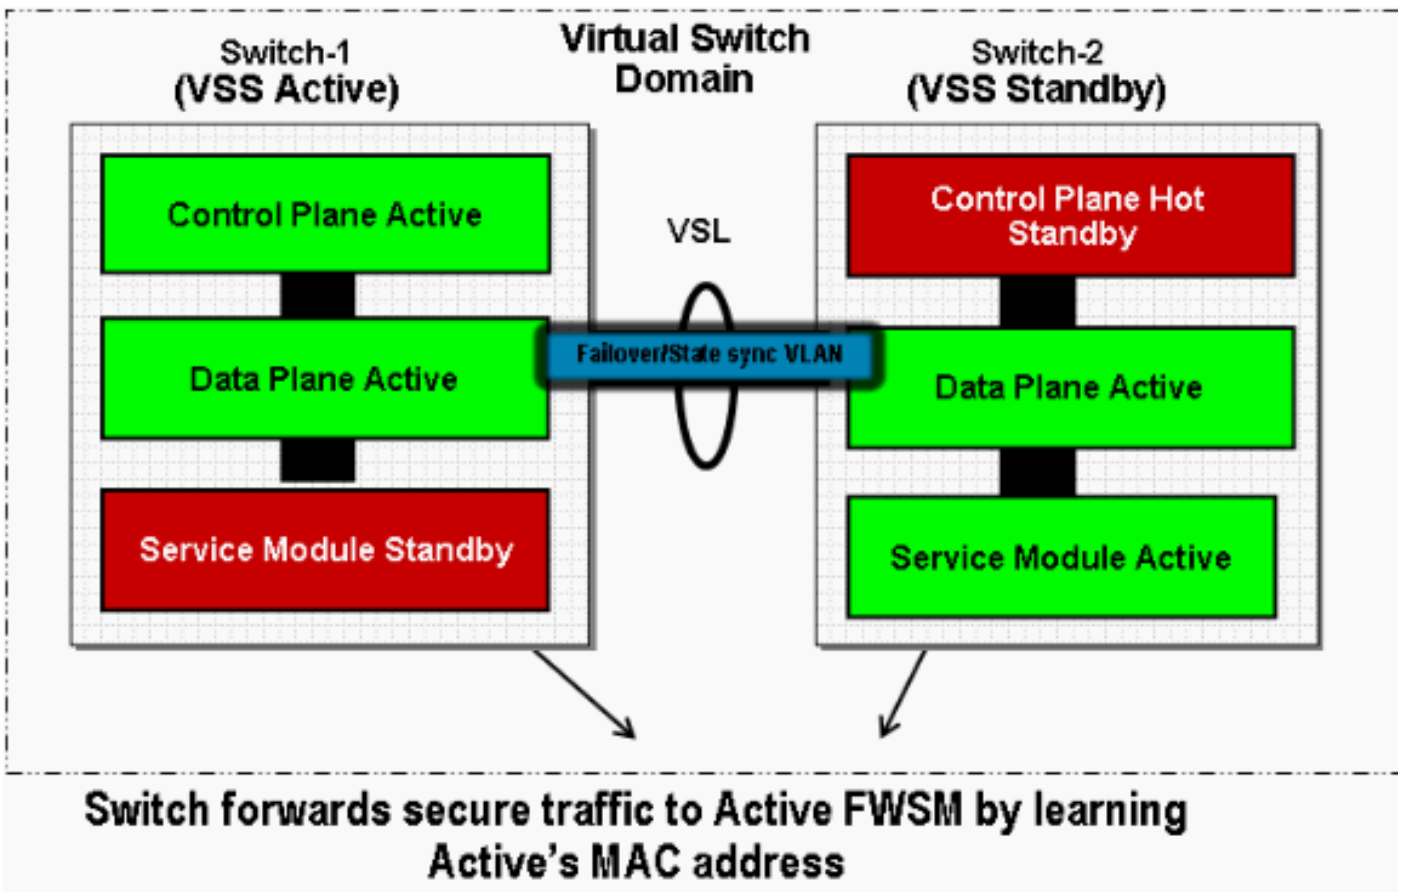 Virtual Switch
Domain
Switch-1
(VSS Active)
Switch-2
(VSS Standby)
Control Plane Active
Control Plane Hot
Standby
VSL
Failover/State sync VLAN
Data Plane Active
Data Plane Active
Service Module Standby
Service Module Active
Switch forwards secure traffic to Active FWSM by learning
Active's MAC address